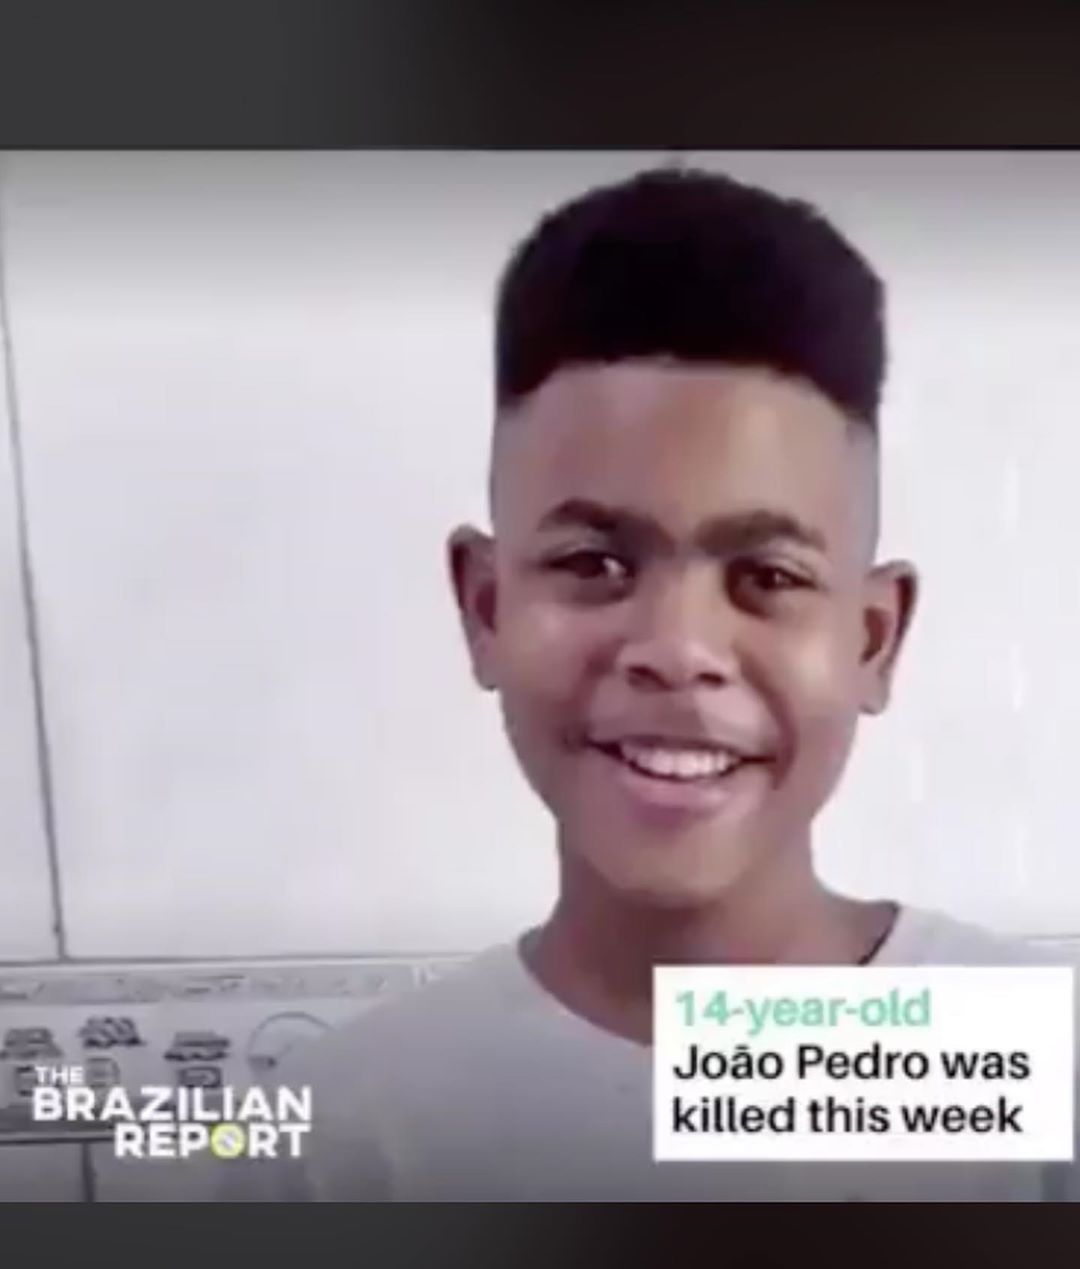 14-year-old
João Pedro was
killed this week
THE
BRAZILIAN
REPORT